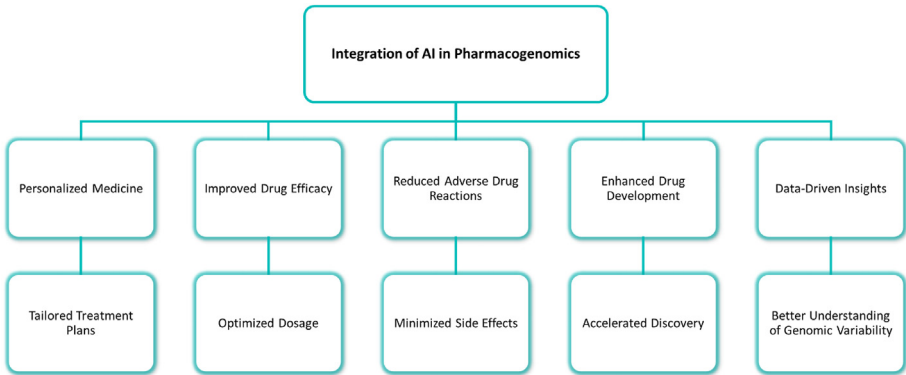 Integration of AI in Pharmacogenomics
Personalized Medicine
Improved Drug Efficacy
Reduced Adverse Drug
Reactions
Enhanced Drug
Development
Data-Driven Insights
Tailored Treatment
Plans
Optimized Dosage
Minimized Side Effects
Accelerated Discovery
Better Understanding
of Genomic Variability